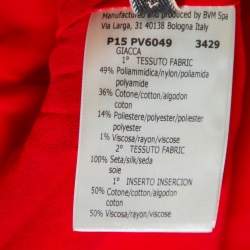 Manufactured and produced by BVM Spa
Via Larga, 31 40138 Bologna Italy
P15 PV6049 3429
GIACCA
1° TESSUTO FABRIC
49% Poliammidica/nylon/poliamida
polyamide
36% Cotone/cotton/algodon
coton
14% Poliestere/polyester/poliester
polyester
1% Viscosa/rayon/viscose
2° TESSUTO FABRIC
100% Seta/silk/seda
soie
1° INSERTO INSERCION
50% Cotone/cotton/algodon
coton
50% Viscosa/rayon/viscose